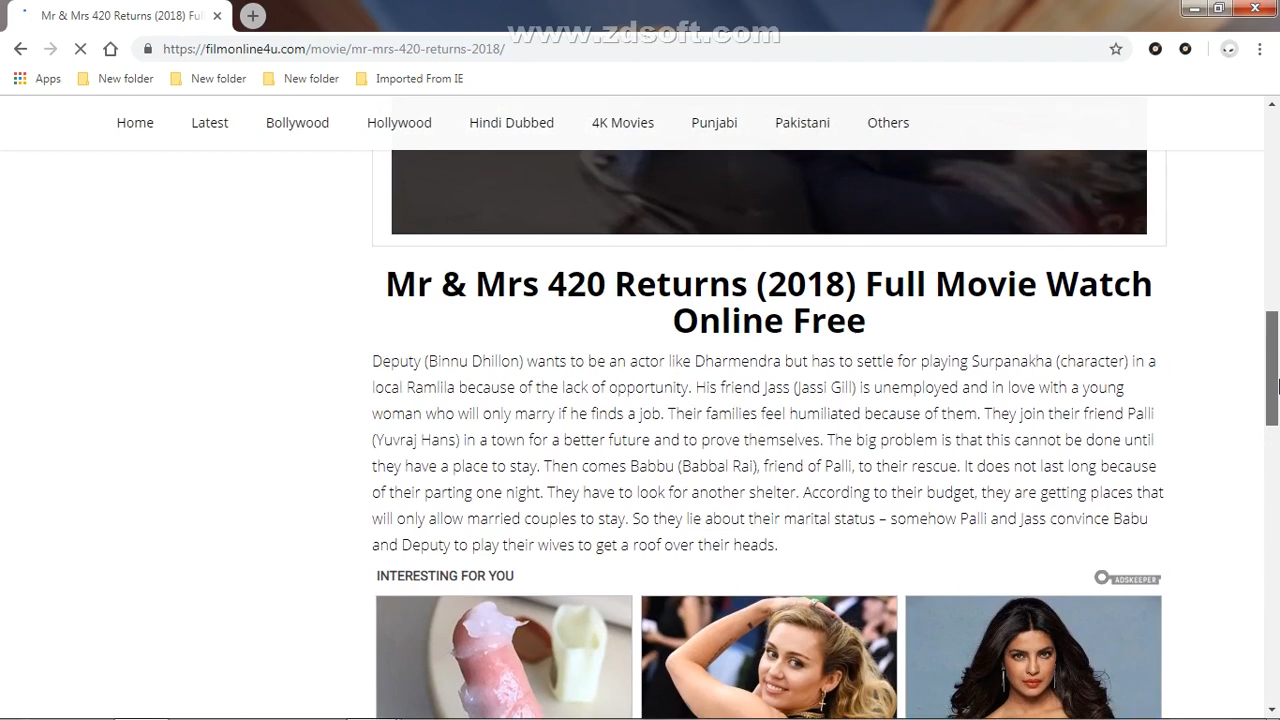 Mr & Mrs 420 Returns (2018) Ful
www.zdsoft.com
https://filmonline4u.com/movie/mr-mrs-420-returns-2018/
Apps New folder New folder New folder Imported From IE
Home Latest Bollywood Hollywood Hindi Dubbed 4K Movies Punjabi Pakistani Others
Mr & Mrs 420 Returns (2018) Full Movie Watch
Online Free
Deputy (Binnu Dhillon) wants to be an actor like Dharmendra but has to settle for playing Surpanakha (character) in a
local Ramlila because of the lack of opportunity. His friend Jass (Jassi Gill) is unemployed and in love with a young
woman who will only marry if he finds a job. Their families feel humiliated because of them. They join their friend Palli
(Yuvraj Hans) in a town for a better future and to prove themselves. The big problem is that this cannot be done until
they have a place to stay. Then comes Babbu (Babbal Rai), friend of Palli, to their rescue. It does not last long because
of their parting one night. They have to look for another shelter. According to their budget, they are getting places that
will only allow married couples to stay. So they lie about their marital status – somehow Palli and Jass convince Babu
and Deputy to play their wives to get a roof over their heads.
INTERESTING FOR YOU
ADSKEEPER